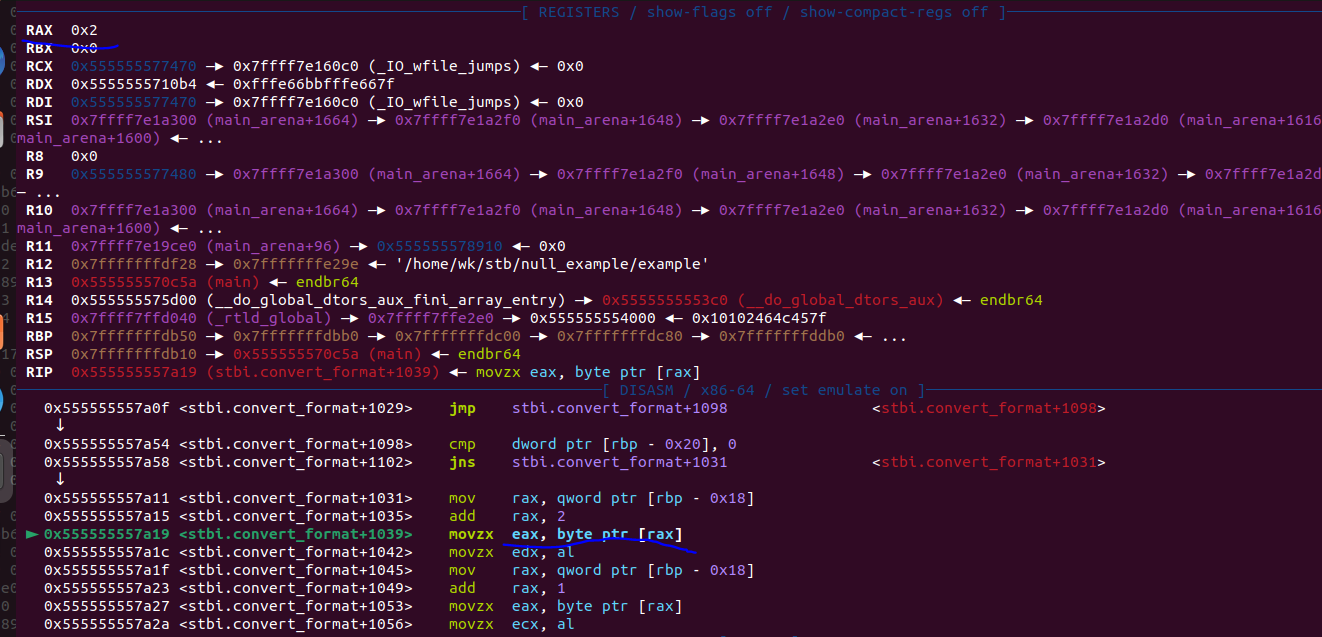 [ REGISTERS / show-flags off / show-compact-regs off ]
RAX 0x2
RBX 0x0
RCX 0x555555577470 —▸ 0x7ffff7e160c0 (_IO_wfile_jumps) ◂— 0x0
RDX 0x5555555710b4 ◂— 0xfffe66bbfffe667f
RDI 0x555555577470 —▸ 0x7ffff7e160c0 (_IO_wfile_jumps) ◂— 0x0
RSI 0x7ffff7e1a300 (main_arena+1664) —▸ 0x7ffff7e1a2f0 (main_arena+1648) —▸ 0x7ffff7e1a2e0 (main_arena+1632) —▸ 0x7ffff7e1a2d0 (main_arena+1616
main_arena+1600) ◂— ...
R8 0x0
R9 0x555555577480 —▸ 0x7ffff7e1a300 (main_arena+1664) —▸ 0x7ffff7e1a2f0 (main_arena+1648) —▸ 0x7ffff7e1a2e0 (main_arena+1632) —▸ 0x7ffff7e1a2d
— ...
R10 0x7ffff7e1a300 (main_arena+1664) —▸ 0x7ffff7e1a2f0 (main_arena+1648) —▸ 0x7ffff7e1a2e0 (main_arena+1632) —▸ 0x7ffff7e1a2d0 (main_arena+1616
main_arena+1600) ◂— ...
R11 0x7ffff7e19ce0 (main_arena+96) —▸ 0x555555578910 ◂— 0x0
R12 0x7fffffffdf28 —▸ 0x7fffffffe29e ◂— '/home/wk/stb/null_example/example'
R13 0x555555570c5a (main) ◂— endbr64
R14 0x555555575d00 (__do_global_dtors_aux_fini_array_entry) —▸ 0x5555555553c0 (__do_global_dtors_aux) ◂— endbr64
R15 0x7ffff7ffd040 (_rtld_global) —▸ 0x7ffff7ffe2e0 —▸ 0x555555554000 ◂— 0x10102464c457f
RBP 0x7fffffffdb50 —▸ 0x7fffffffdbb0 —▸ 0x7fffffffdc00 —▸ 0x7fffffffdc80 —▸ 0x7fffffffddb0 ◂— ...
RSP 0x7fffffffdb10 —▸ 0x555555570c5a (main) ◂— endbr64
RIP 0x555555557a19 (stbi.convert_format+1039) ◂— movzx eax, byte ptr [rax]
[ DISASM / x86-64 / set emulate on ]
0x555555557a0f <stbi.convert_format+1029> jmp stbi.convert_format+1098 <stbi.convert_format+1098>
↓
0x555555557a54 <stbi.convert_format+1098> cmp dword ptr [rbp - 0x20], 0
0x555555557a58 <stbi.convert_format+1102> jns stbi.convert_format+1031 <stbi.convert_format+1031>
↓
0x555555557a11 <stbi.convert_format+1031> mov rax, qword ptr [rbp - 0x18]
0x555555557a15 <stbi.convert_format+1035> add rax, 2
► 0x555555557a19 <stbi.convert_format+1039> movzx eax, byte ptr [rax]
0x555555557a1c <stbi.convert_format+1042> movzx edx, al
0x555555557a1f <stbi.convert_format+1045> mov rax, qword ptr [rbp - 0x18]
0x555555557a23 <stbi.convert_format+1049> add rax, 1
0x555555557a27 <stbi.convert_format+1053> movzx eax, byte ptr [rax]
0x555555557a2a <stbi.convert_format+1056> movzx ecx, al